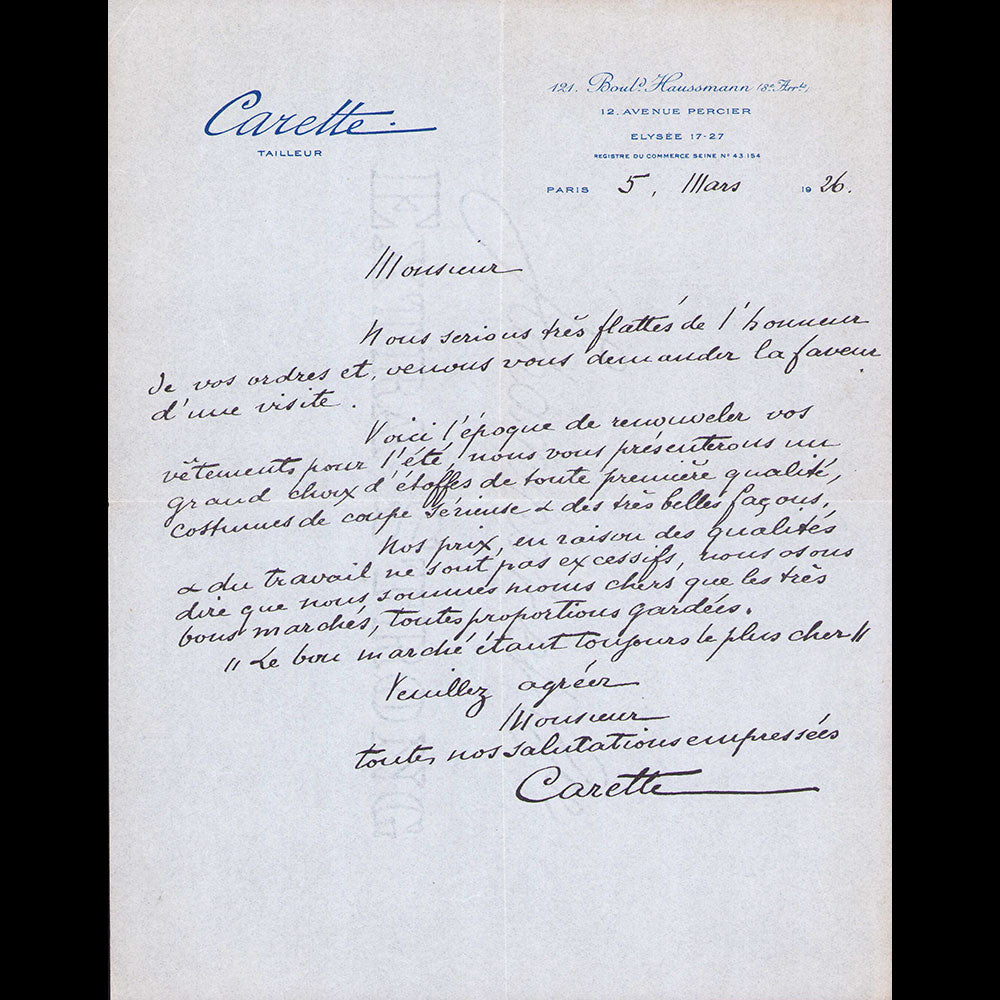 Carette.
TAILLEUR
121. Boulᵈ. Haussmann (8ᵉ Arrᵗ)
12, AVENUE PERCIER
ELYSÉE 17-27
REGISTRE DU COMMERCE SEINE Nº 43.154
PARIS 5, Mars 1926.
Monsieur
Nous serions très flattés de l'honneur
de vos ordres et, venons vous demander la faveur
d'une visite.
Voici l'époque de renouveler vos
vêtements pour l'été, nous vous présenterons un
grand choix d'étoffes de toute première qualité,
costumes de coupe sérieuse & des très belles façons,
Nos prix, en raison des qualités
& du travail ne sont pas excessifs, nous osons
dire que nous sommes moins chers que les très
bons marchés, toutes proportions gardées.
"Le bon marché étant toujours le plus cher"
Veuillez agréer
Monsieur
toutes nos salutations empressées
Carette